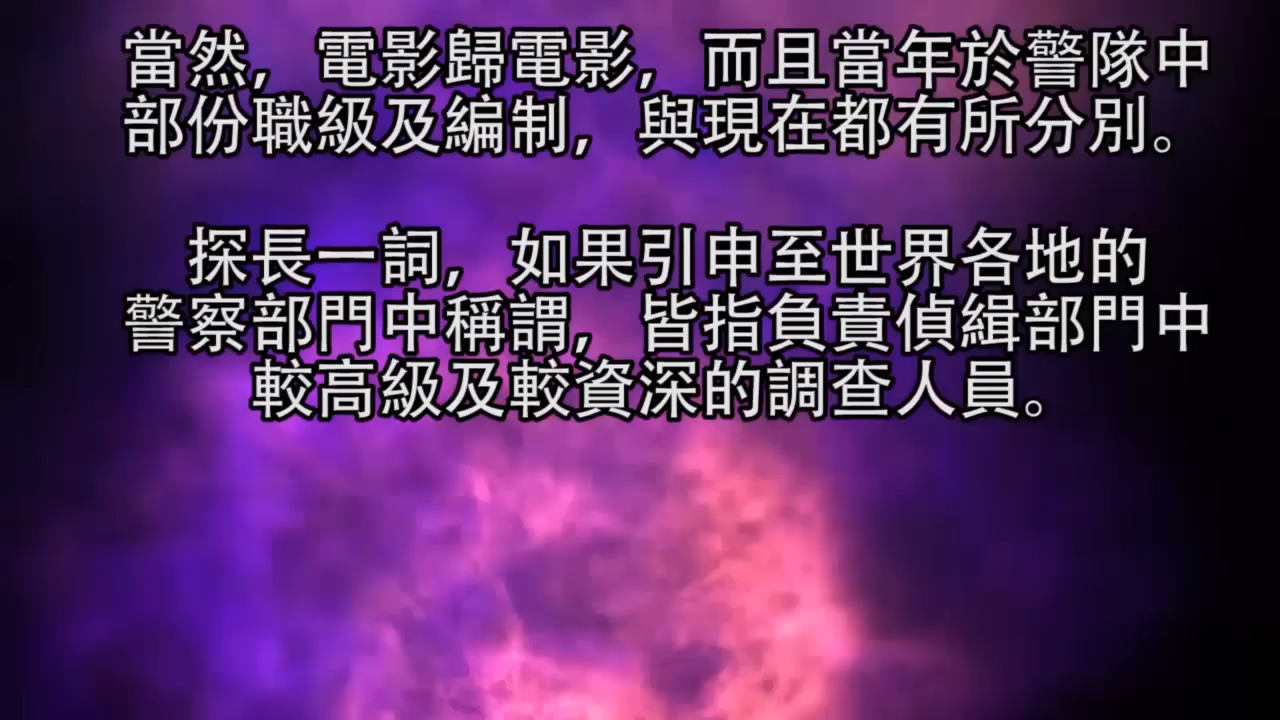 當然，電影歸電影，而且當年於警隊中
部份職級及編制，與現在都有所分別。
探長一詞，如果引申至世界各地的
警察部門中稱謂，皆指負責偵緝部門中
較高級及較資深的調查人員。